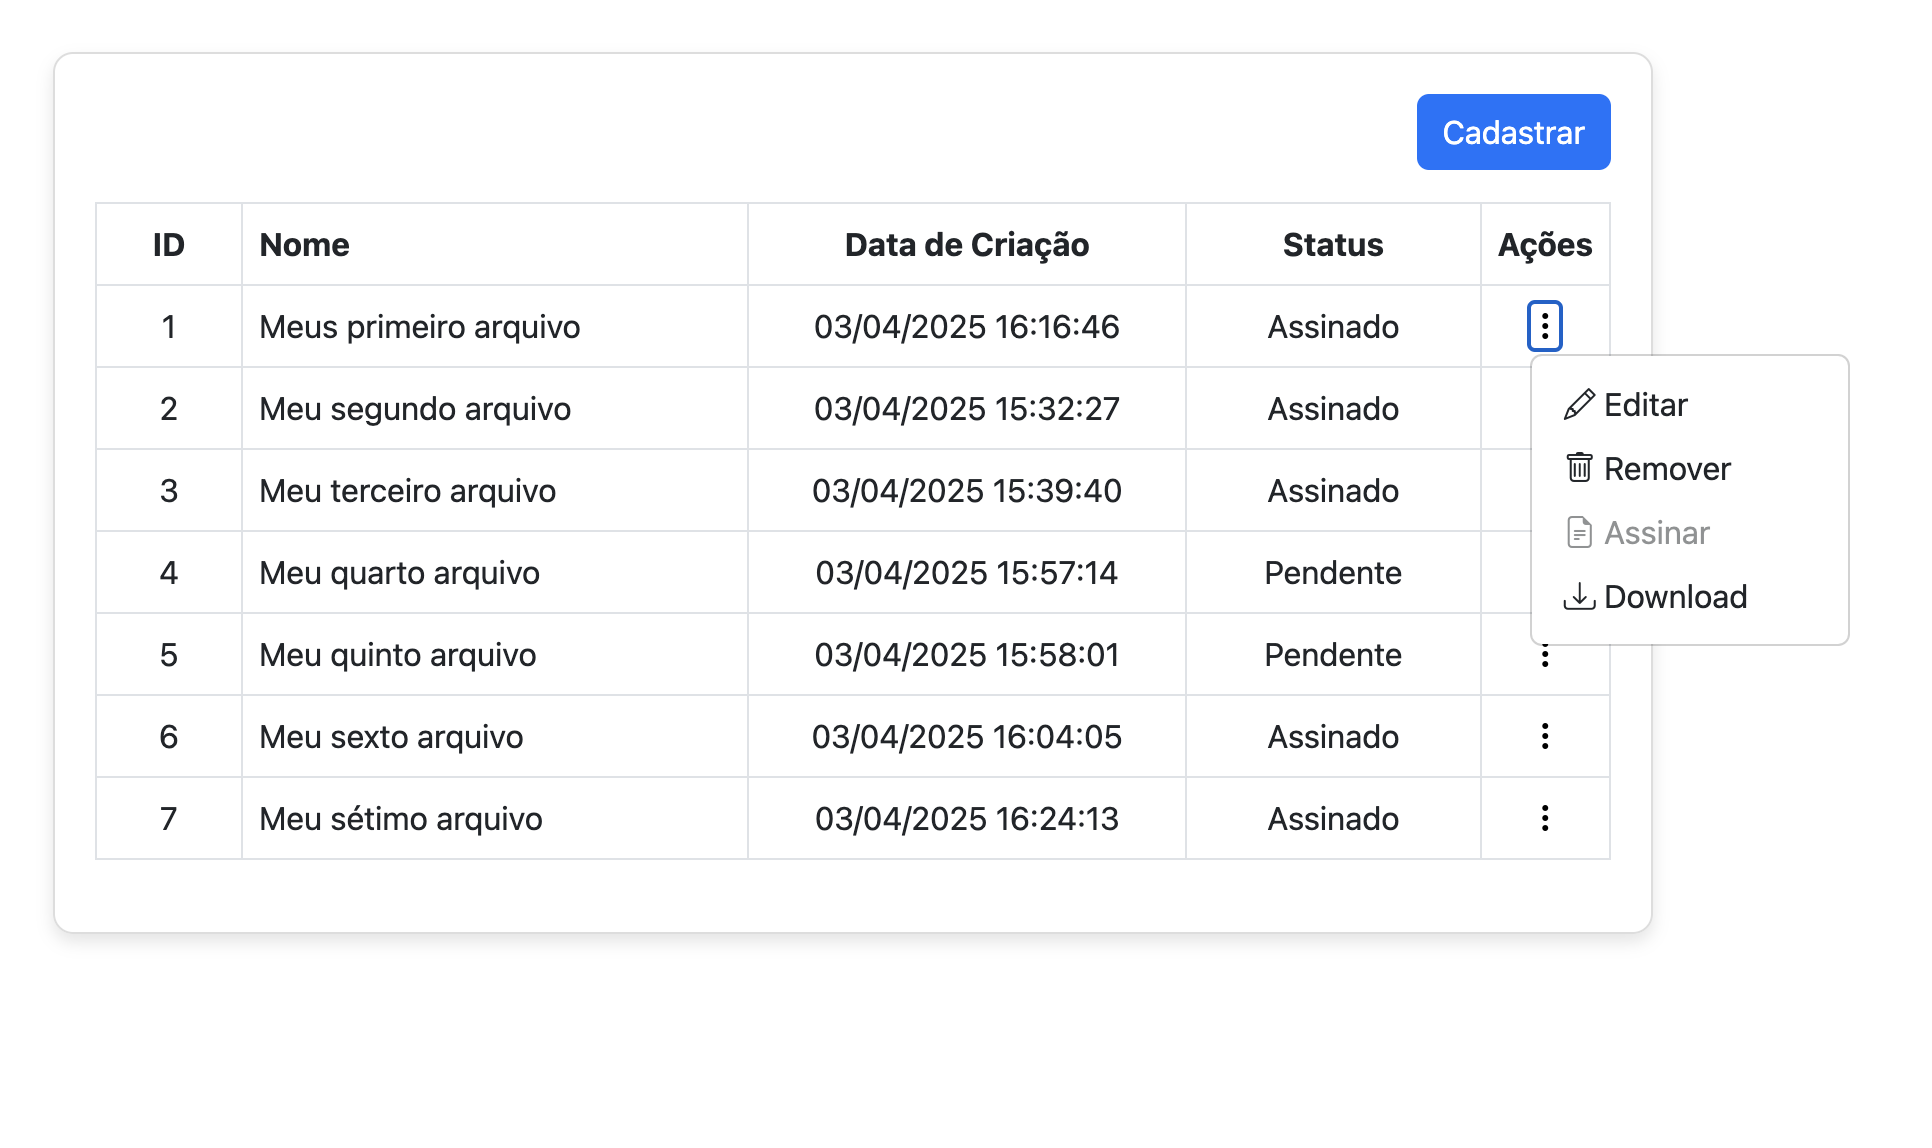 Cadastrar
ID Nome Data de Criação Status Ações
1 Meus primeiro arquivo 03/04/2025 16:16:46 Assinado
2 Meu segundo arquivo 03/04/2025 15:32:27 Assinado
3 Meu terceiro arquivo 03/04/2025 15:39:40 Assinado
4 Meu quarto arquivo 03/04/2025 15:57:14 Pendente
5 Meu quinto arquivo 03/04/2025 15:58:01 Pendente
6 Meu sexto arquivo 03/04/2025 16:04:05 Assinado
7 Meu sétimo arquivo 03/04/2025 16:24:13 Assinado
Editar
Remover
Assinar
Download